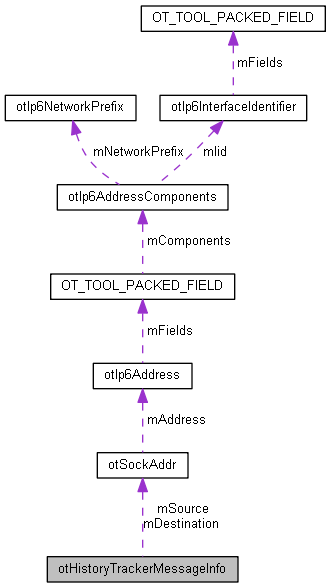 OT_TOOL_PACKED_FIELD
mFields
otIp6NetworkPrefix
otIp6InterfaceIdentifier
mNetworkPrefix
mIid
otIp6AddressComponents
mComponents
OT_TOOL_PACKED_FIELD
mFields
otIp6Address
mAddress
otSockAddr
mSource
mDestination
otHistoryTrackerMessageInfo